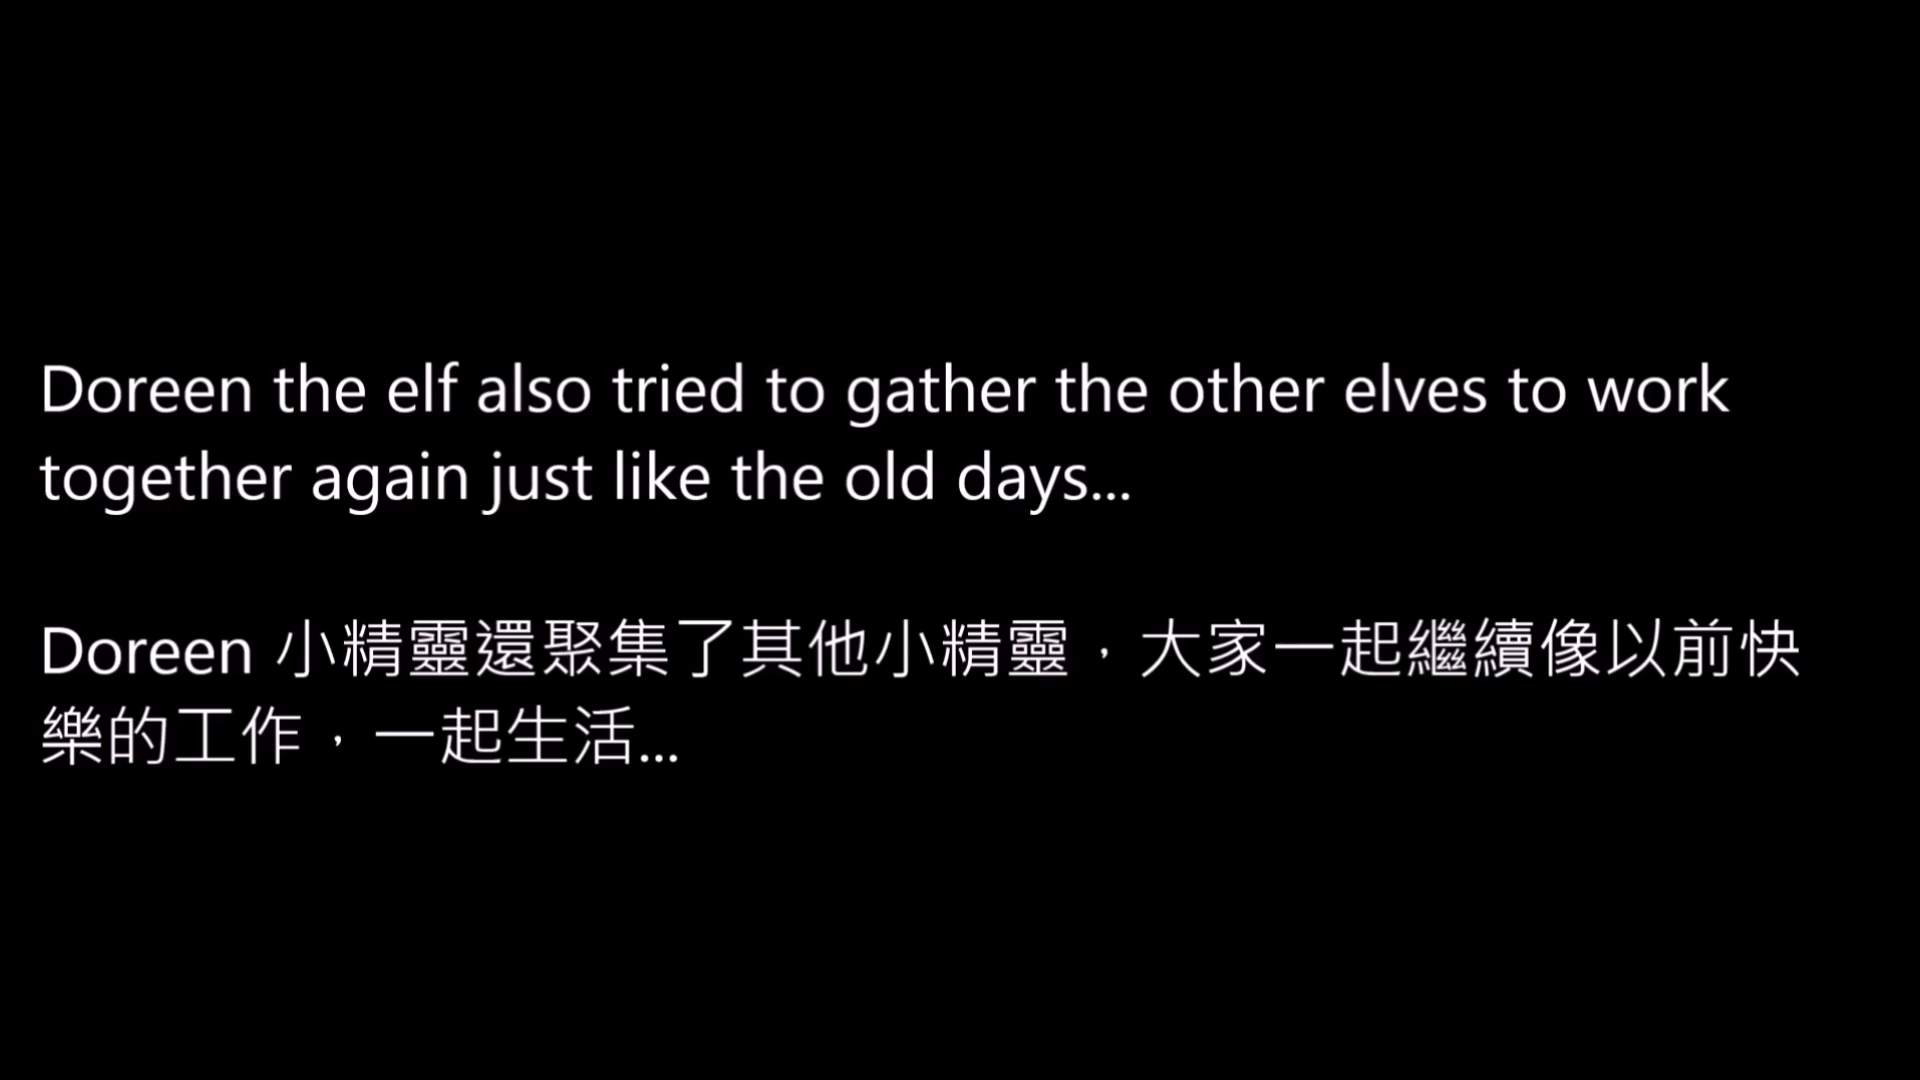 Doreen the elf also tried to gather the other elves to work
together again just like the old days...
Doreen 小精靈還聚集了其他小精靈，大家一起繼續像以前快
樂的工作，一起生活...